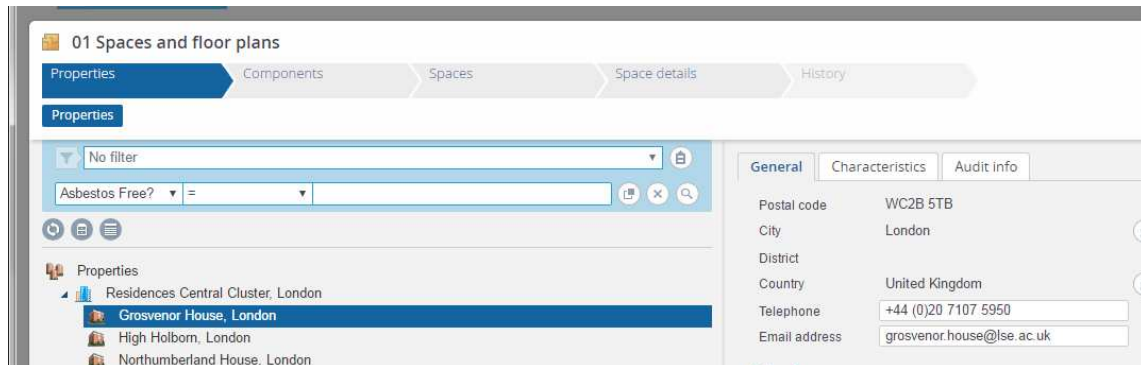 01 Spaces and floor plans
Properties Components Spaces Space details History
Properties
No filter
Asbestos Free? =
Properties
Residences Central Cluster, London
Grosvenor House, London
High Holborn, London
Northumberland House, London
General Characteristics Audit info
Postal code WC2B 5TB
City London
District
Country United Kingdom
Telephone +44 (0)20 7107 5950
Email address grosvenor.house@lse.ac.uk